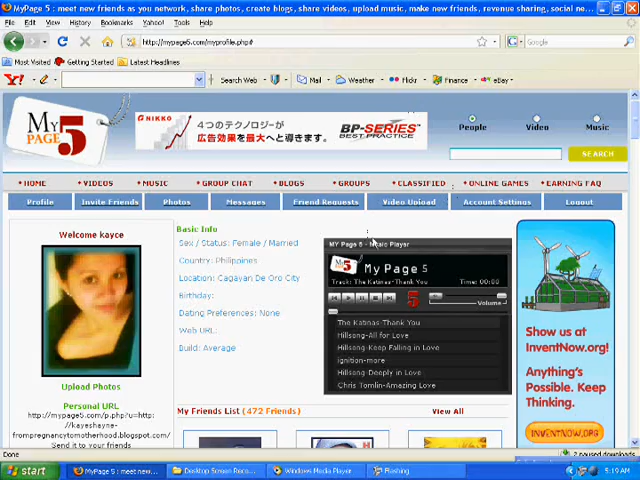 MyPage 5 : meet new friends as you network, share photos, create blogs, share videos, upload music, make new friends, revenue sharing, social ne...
File Edit View History Bookmarks Yahoo! Tools Help
http://mypage5.com/myprofile.php#
Google
Most Visited Getting Started Latest Headlines
Y! Search Web Mail Weather Flickr Finance eBay
My PAGE 5
NIKKO 4つのテクノロジーが 広告効果を最大へと導きます。 BP-SERIES BEST PRACTICE
People Video Music
SEARCH
HOME VIDEOS MUSIC GROUP CHAT BLOGS GROUPS CLASSIFIED ONLINE GAMES EARNING FAQ
Profile Invite Friends Photos Messages Friend Requests Video Upload Account Settings Logout
Welcome kayce
Upload Photos
Personal URL
http://mypage5.com/p.php?u=http:
//kayeshayne-
frompregnancytomotherhood.blogspot.com/
Send it to your friends
Basic Info
Sex / Status: Female / Married
Country: Philippines
Location: Cagayan De Oro City
Birthday:
Dating Preferences: None
Web URL:
Build: Average
MY Page 5 - Music Player
My Page 5
Track: The Katinas-Thank You Time: 00:00
Volume
The Katinas-Thank You
Hillsong-All for Love
Hillsong-Keep Falling in Love
ignition-more
Hillsong-Deeply in Love
Chris Tomlin-Amazing Love
My Friends List (472 Friends) View All
Show us at
InventNow.org!
Anything's
Possible. Keep
Thinking.
INVENTNOW.ORG
Done
2 paused downloads
start MyPage 5 : meet new... Desktop Screen Reco... Windows Media Player Flashing 5:19 AM